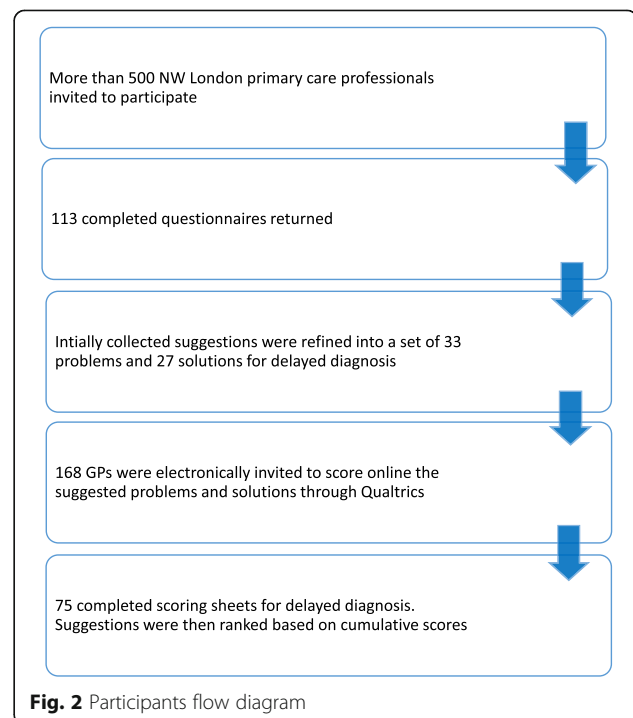 More than 500 NW London primary care professionals
invited to participate
113 completed questionnaires returned
Intially collected suggestions were refined into a set of 33
problems and 27 solutions for delayed diagnosis
168 GPs were electronically invited to score online the
suggested problems and solutions through Qualtrics
75 completed scoring sheets for delayed diagnosis.
Suggestions were then ranked based on cumulative scores
Fig. 2 Participants flow diagram